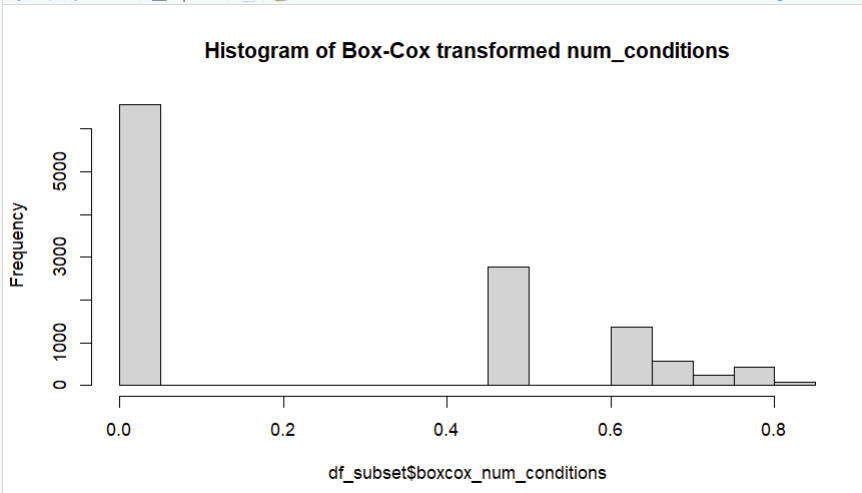 Histogram of Box-Cox transformed num_conditions
Frequency
5000
3000
1000
0
0.0 0.2 0.4 0.6 0.8
df_subset$boxcox_num_conditions